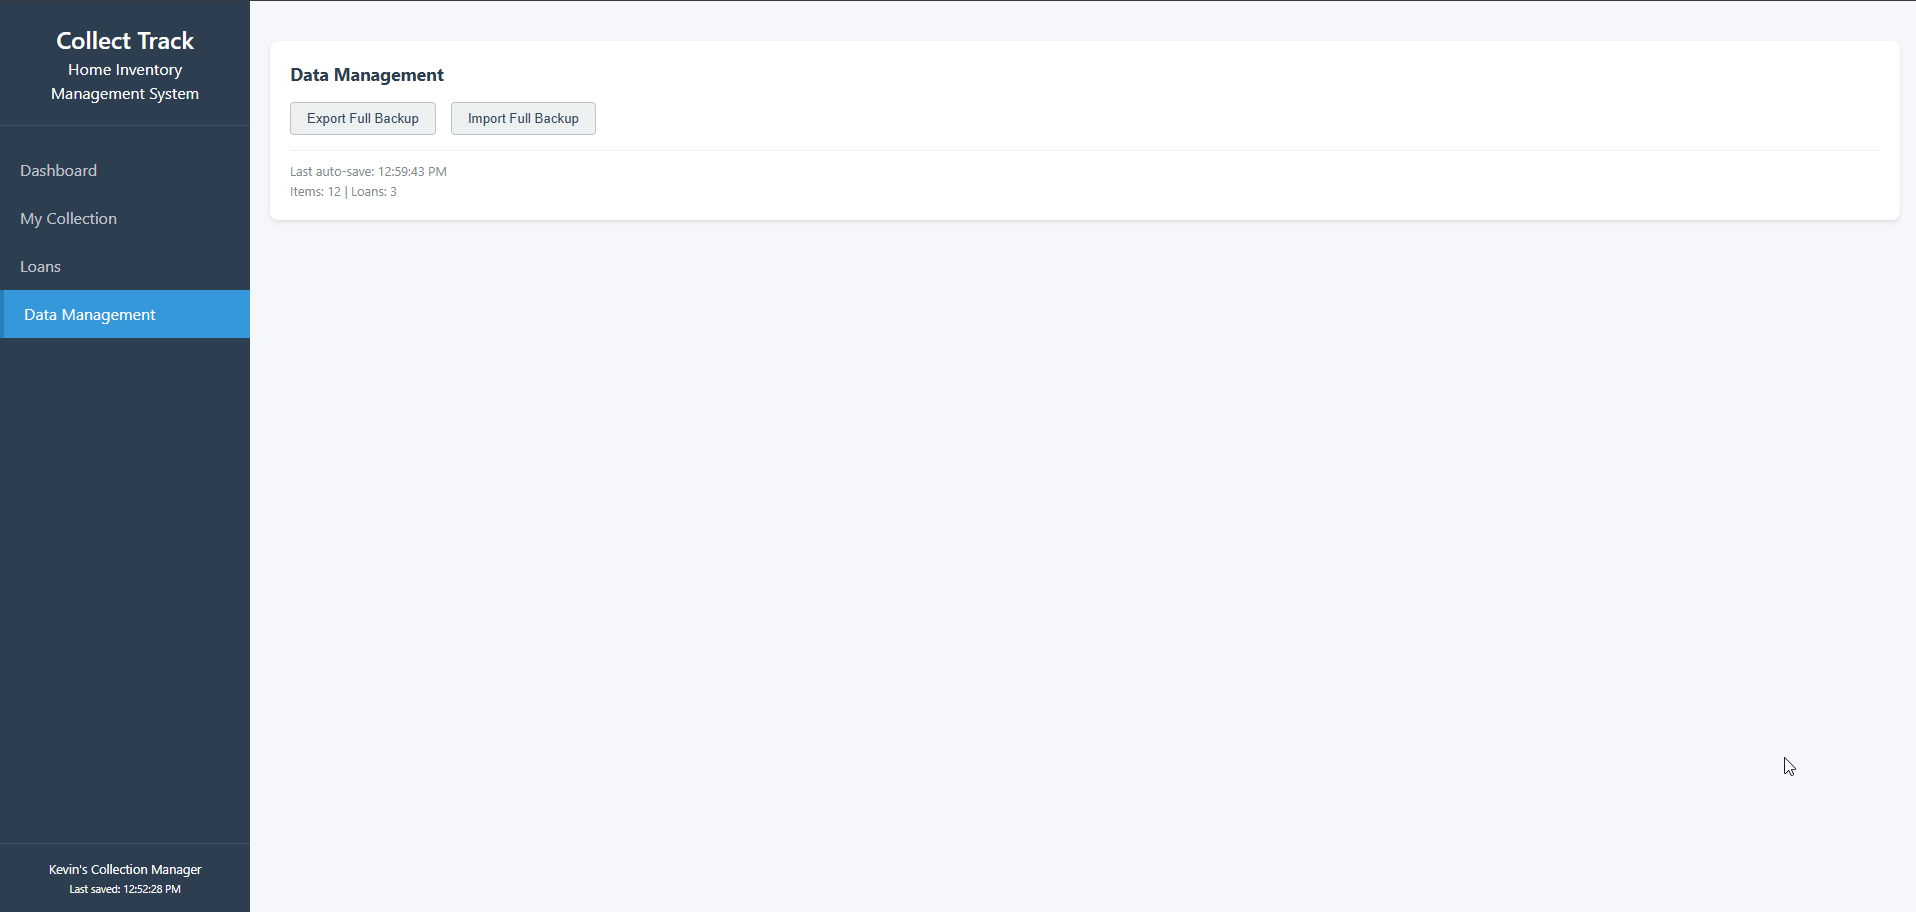 Collect Track
Home Inventory
Management System
Dashboard
My Collection
Loans
Data Management
Kevin's Collection Manager
Last saved: 12:52:28 PM
Data Management
Export Full Backup
Import Full Backup
Last auto-save: 12:59:43 PM
Items: 12 | Loans: 3